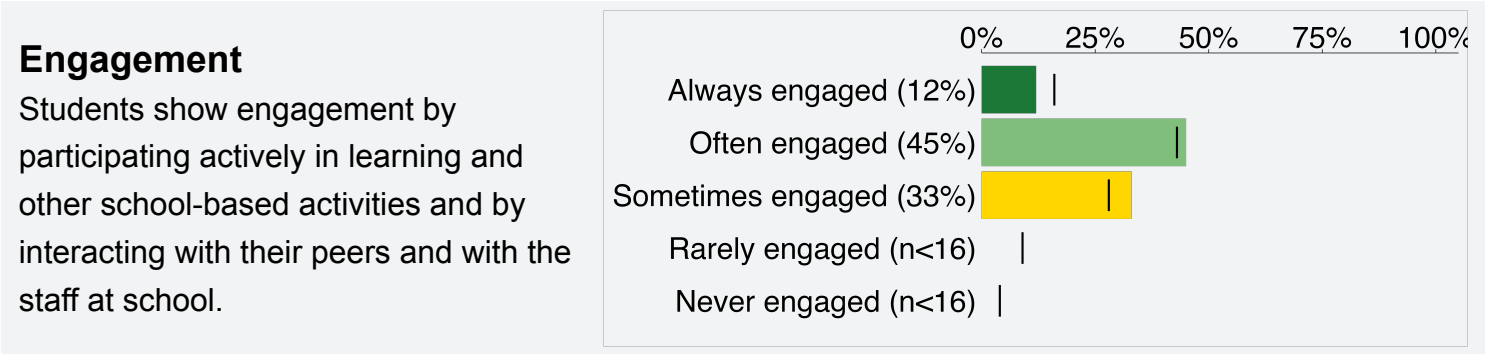 Engagement
Students show engagement by
participating actively in learning and
other school-based activities and by
interacting with their peers and with the
staff at school.
0% 25% 50% 75% 100%
Always engaged (12%)
Often engaged (45%)
Sometimes engaged (33%)
Rarely engaged (n<16)
Never engaged (n<16)